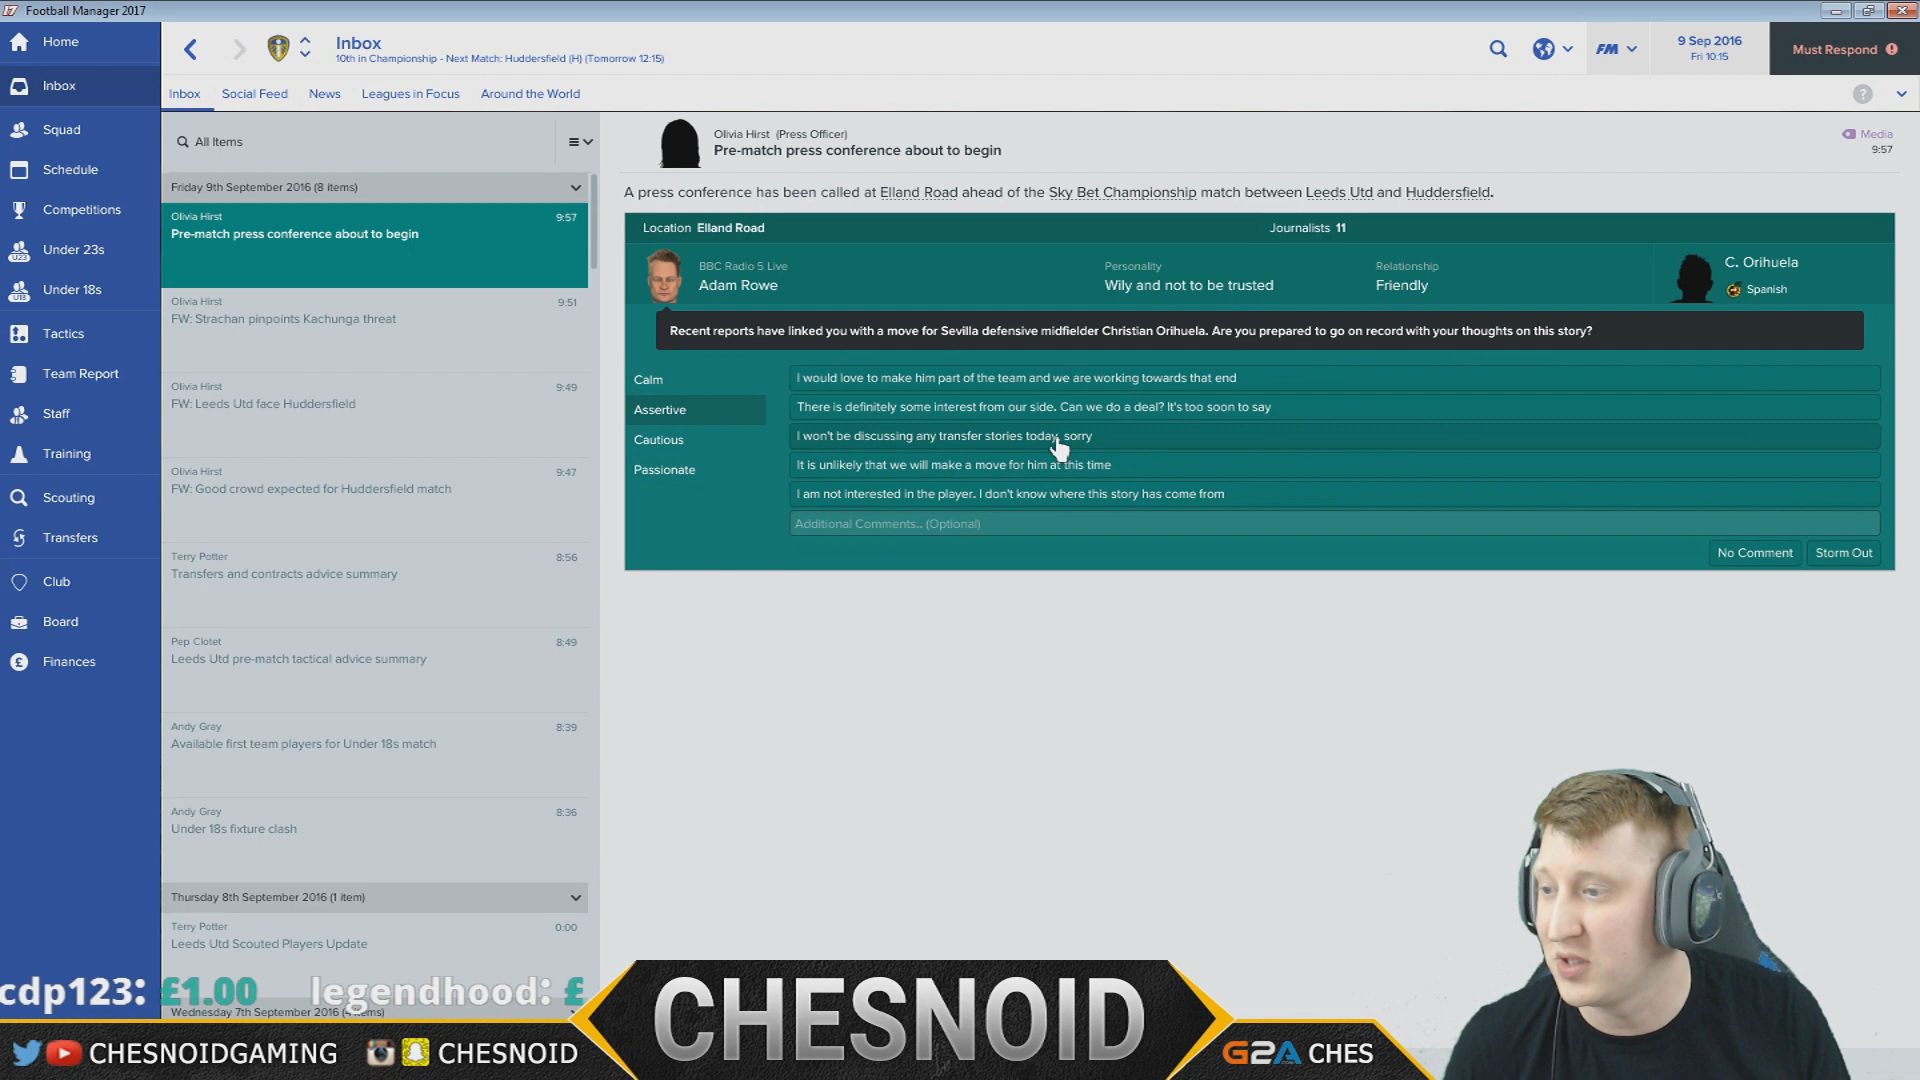 Football Manager 2017
Home
Inbox
Squad
Schedule
Competitions
Under 23s
Under 18s
Tactics
Team Report
Staff
Training
Scouting
Transfers
Club
Board
Finances
Inbox
10th in Championship - Next Match: Huddersfield (H) (Tomorrow 12:15)
FM
9 Sep 2016
Fri 10:15
Must Respond
Inbox Social Feed News Leagues in Focus Around the World
All Items
Friday 9th September 2016 (8 items)
Olivia Hirst 9:57
Pre-match press conference about to begin
Olivia Hirst 9:51
FW: Strachan pinpoints Kachunga threat
Olivia Hirst 9:49
FW: Leeds Utd face Huddersfield
Olivia Hirst 9:47
FW: Good crowd expected for Huddersfield match
Terry Potter 8:56
Transfers and contracts advice summary
Pep Clotet 8:49
Leeds Utd pre-match tactical advice summary
Andy Gray 8:39
Available first team players for Under 18s match
Andy Gray 8:36
Under 18s fixture clash
Thursday 8th September 2016 (1 item)
Terry Potter 0:00
Leeds Utd Scouted Players Update
Wednesday 7th September 2016 items)
Olivia Hirst (Press Officer)
Pre-match press conference about to begin
Media
9:57
A press conference has been called at Elland Road ahead of the Sky Bet Championship match between Leeds Utd and Huddersfield.
Location Elland Road Journalists 11
BBC Radio 5 Live
Adam Rowe
Personality
Wily and not to be trusted
Relationship
Friendly
C. Orihuela
Spanish
Recent reports have linked you with a move for Sevilla defensive midfielder Christian Orihuela. Are you prepared to go on record with your thoughts on this story?
Calm
Assertive
Cautious
Passionate
I would love to make him part of the team and we are working towards that end
There is definitely some interest from our side. Can we do a deal? It's too soon to say
I won't be discussing any transfer stories today, sorry
It is unlikely that we will make a move for him at this time
I am not interested in the player. I don't know where this story has come from
Additional Comments... (Optional)
No Comment Storm Out
cdp123: £1.00 legendhood: £
CHESNOIDGAMING CHESNOID
CHESNOID
G2A CHES